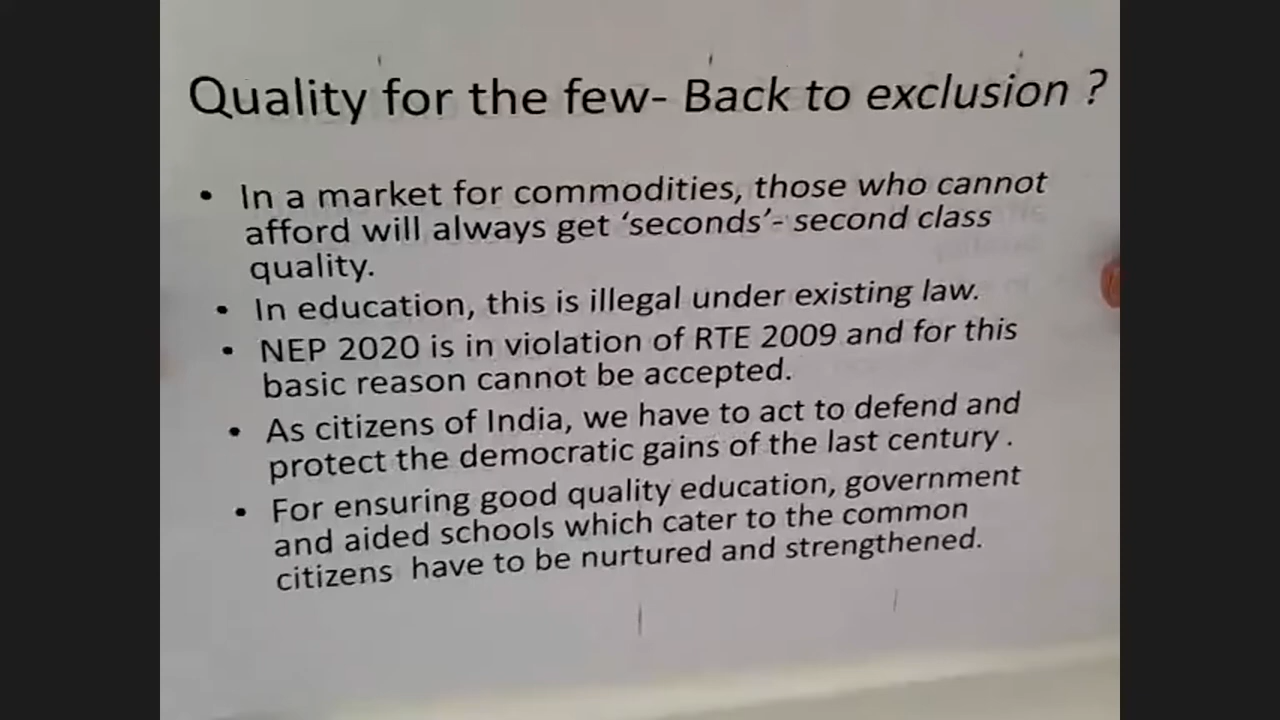 Quality for the few- Back to exclusion ?
• In a market for commodities, those who cannot
afford will always get ‘seconds’- second class
quality.
• In education, this is illegal under existing law.
• NEP 2020 is in violation of RTE 2009 and for this
basic reason cannot be accepted.
• As citizens of India, we have to act to defend and
protect the democratic gains of the last century .
• For ensuring good quality education, government
and aided schools which cater to the common
citizens have to be nurtured and strengthened.